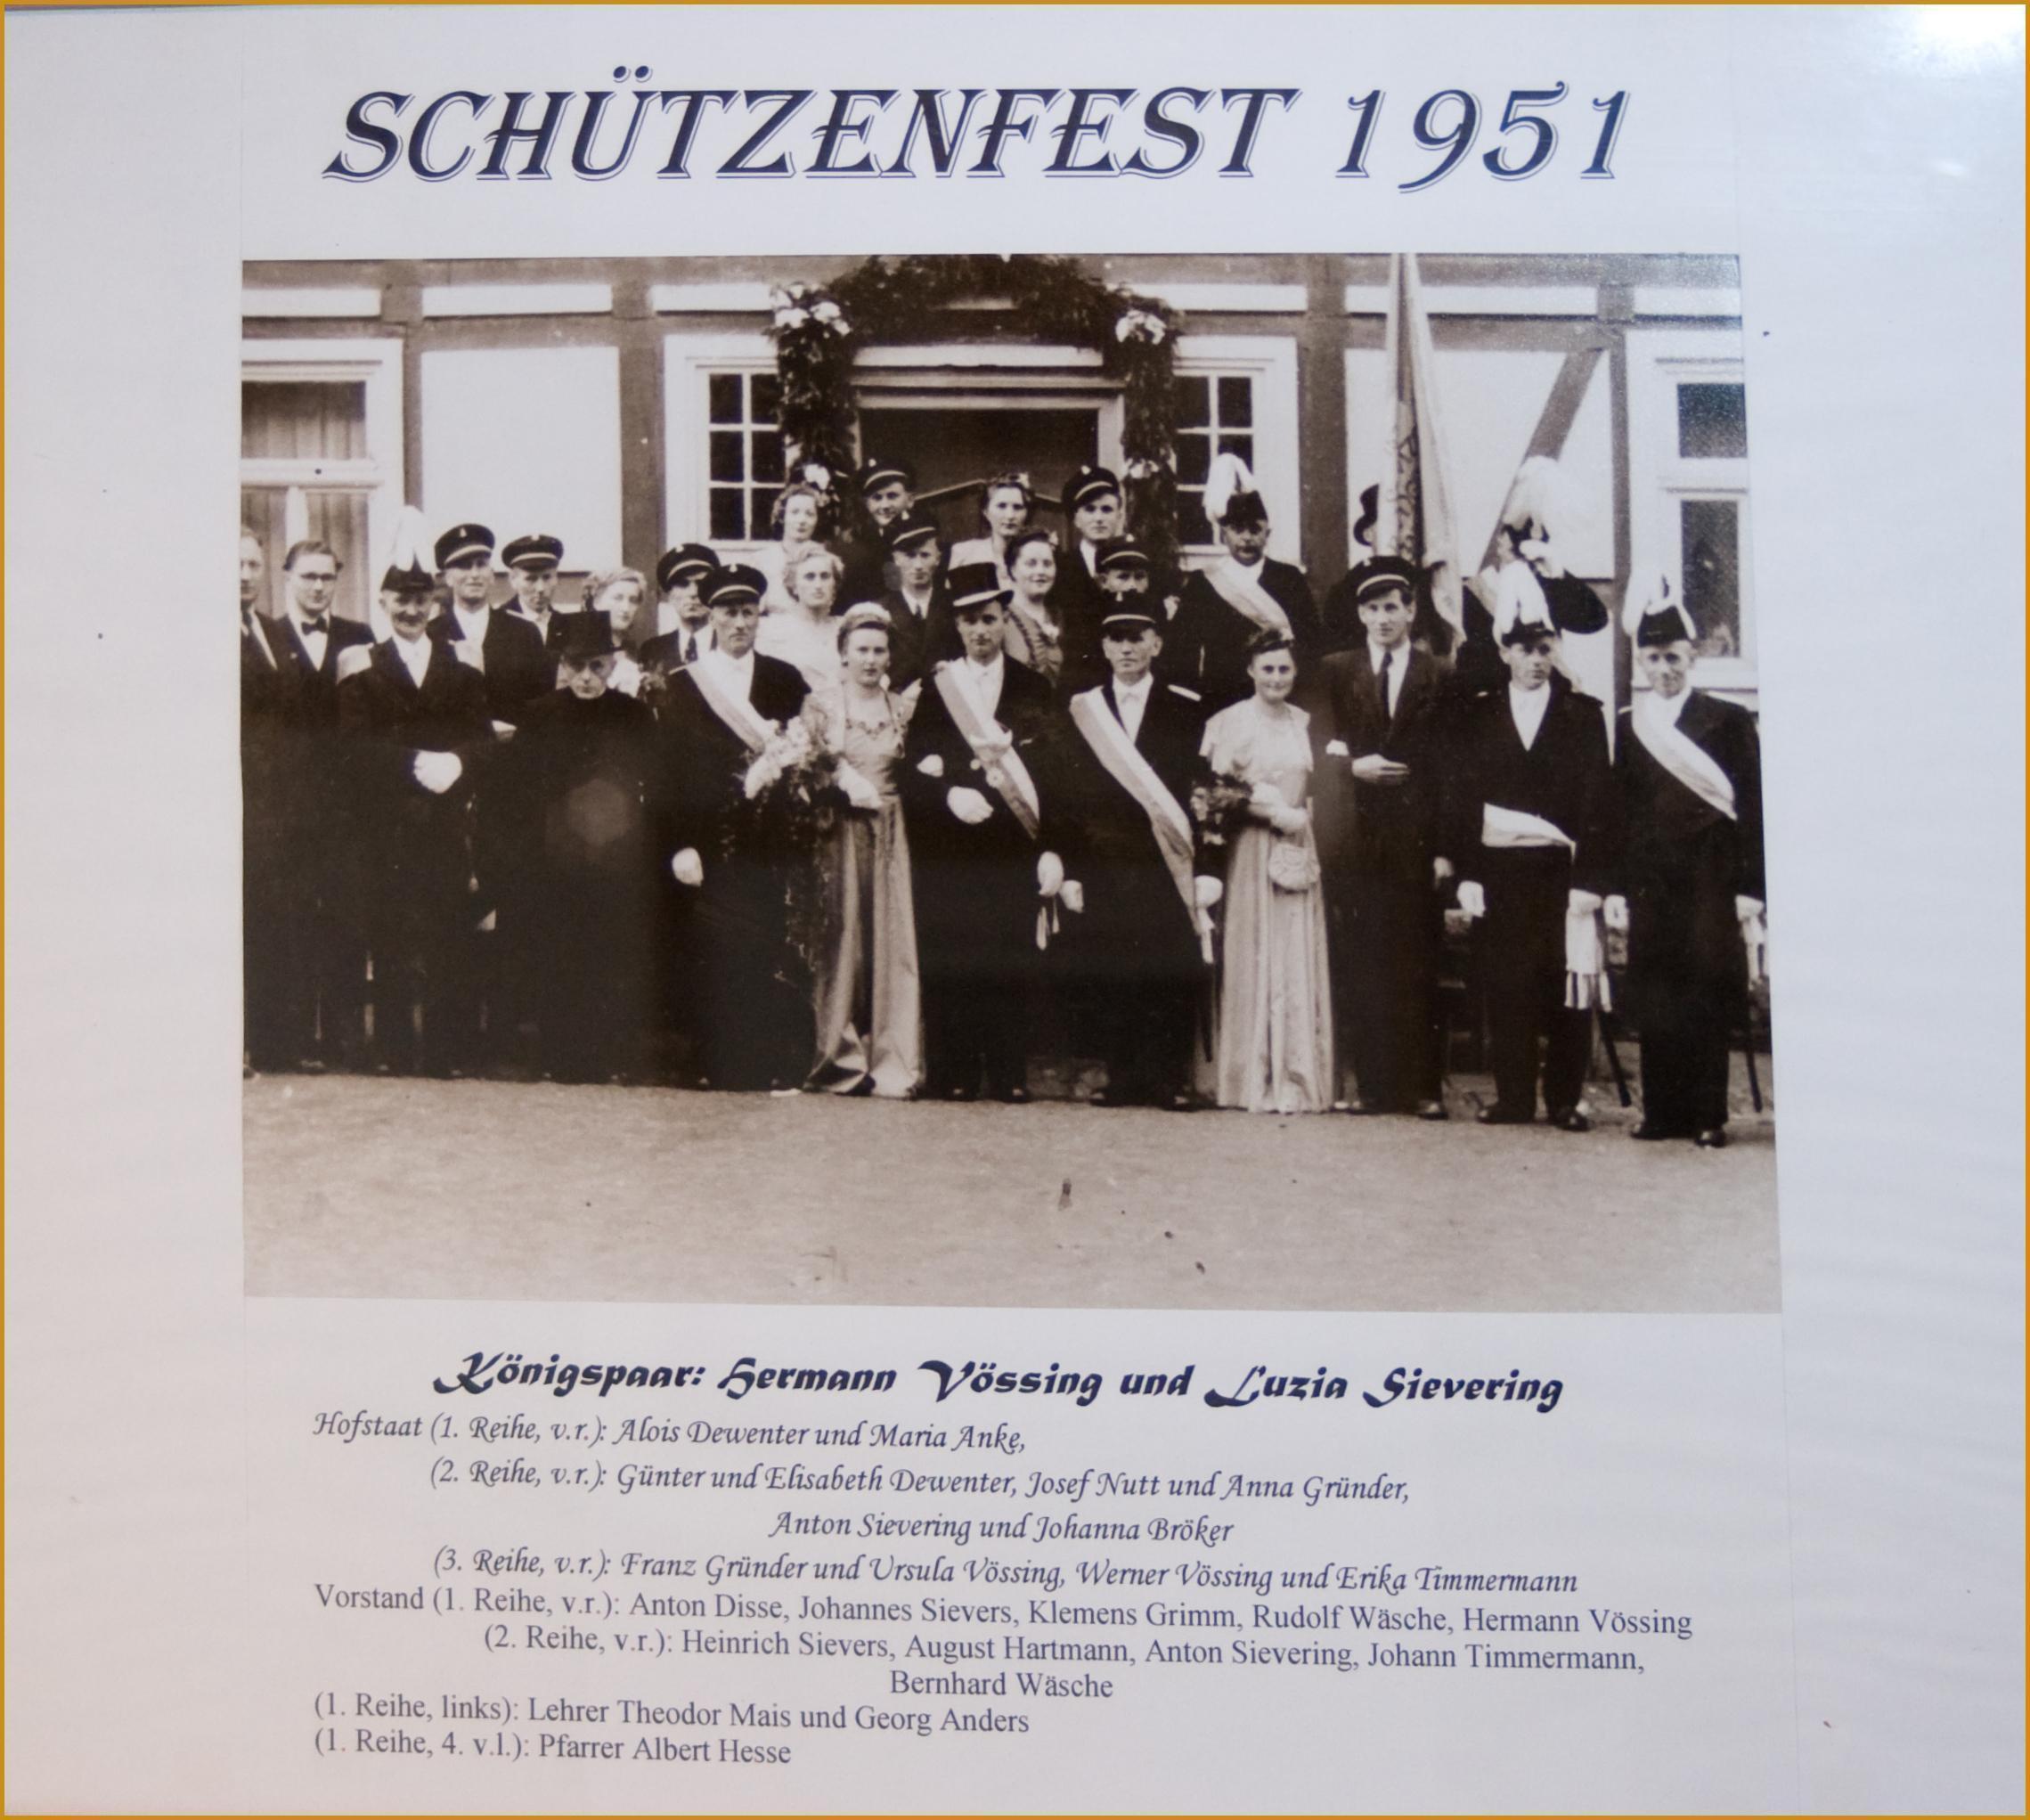 SCHÜTZENFEST 1951
Königspaar: Hermann Vössing und Luzia Sievering
Hofstaat (1. Reihe, v.r.): Alois Dewenter und Maria Anke,
(2. Reihe, v.r.): Günter und Elisabeth Dewenter, Josef Nutt und Anna Gründer,
Anton Sievering und Johanna Bröker
(3. Reihe, v.r.): Franz Gründer und Ursula Vössing, Werner Vössing und Erika Timmermann
Vorstand (1. Reihe, v.r.): Anton Disse, Johannes Sievers, Klemens Grimm, Rudolf Wäsche, Hermann Vössing
(2. Reihe, v.r.): Heinrich Sievers, August Hartmann, Anton Sievering, Johann Timmermann,
Bernhard Wäsche
(1. Reihe, links): Lehrer Theodor Mais und Georg Anders
(1. Reihe, 4. v.l.): Pfarrer Albert Hesse